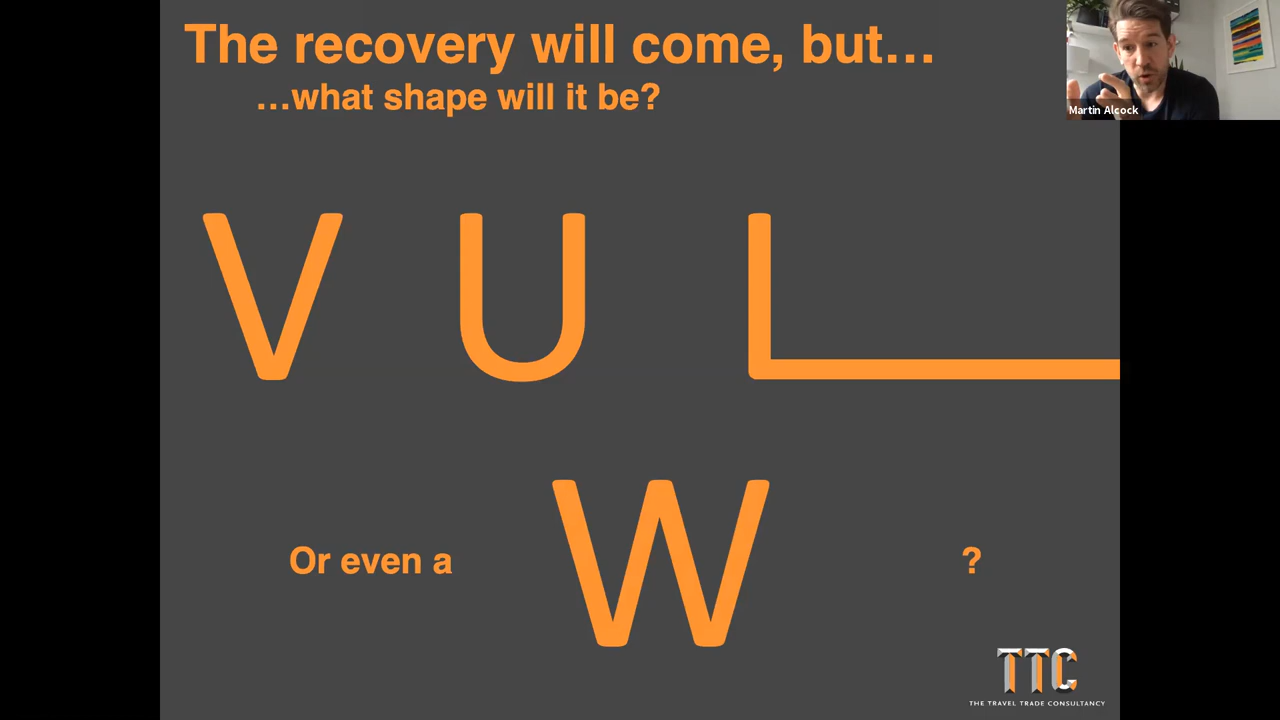 The recovery will come, but…
…what shape will it be?
Martin Alcock
V U L
Or even a W ?
TTC
THE TRAVEL TRADE CONSULTANCY